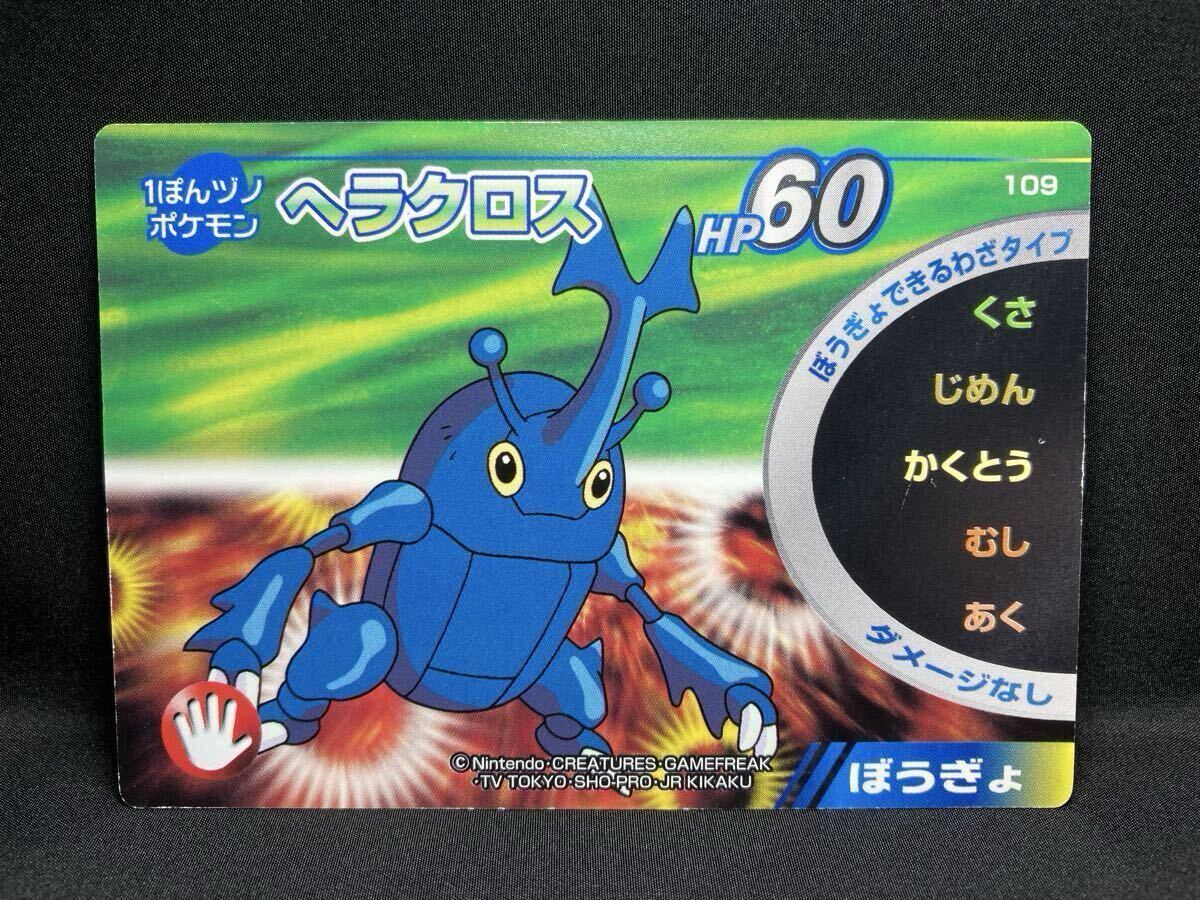 1ぽんヅノ
ポケモン
ヘラクロス
HP60
109
ぼうぎょできるわざタイプ
くさ
じめん
かくとう
むし
あく
ダメージなし
©Nintendo・CREATURES・GAMEFREAK
・TV TOKYO・SHO-PRO・JR KIKAKU
ぼうぎょ